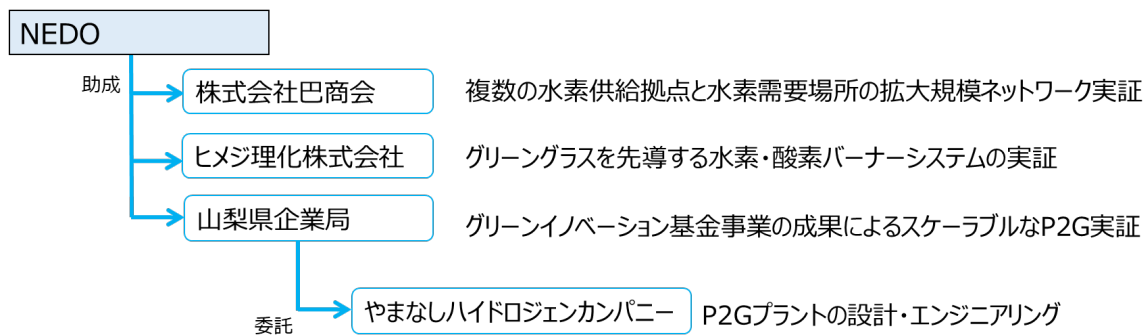 NEDO
助成
株式会社巴商会 複数の水素供給拠点と水素需要場所の拡大規模ネットワーク実証
ヒメジ理化株式会社 グリーングラスを先導する水素・酸素バーナーシステムの実証
山梨県企業局 グリーンイノベーション基金事業の成果によるスケーラブルなP2G実証
委託
やまなしハイドロジェンカンパニー P2Gプラントの設計・エンジニアリング